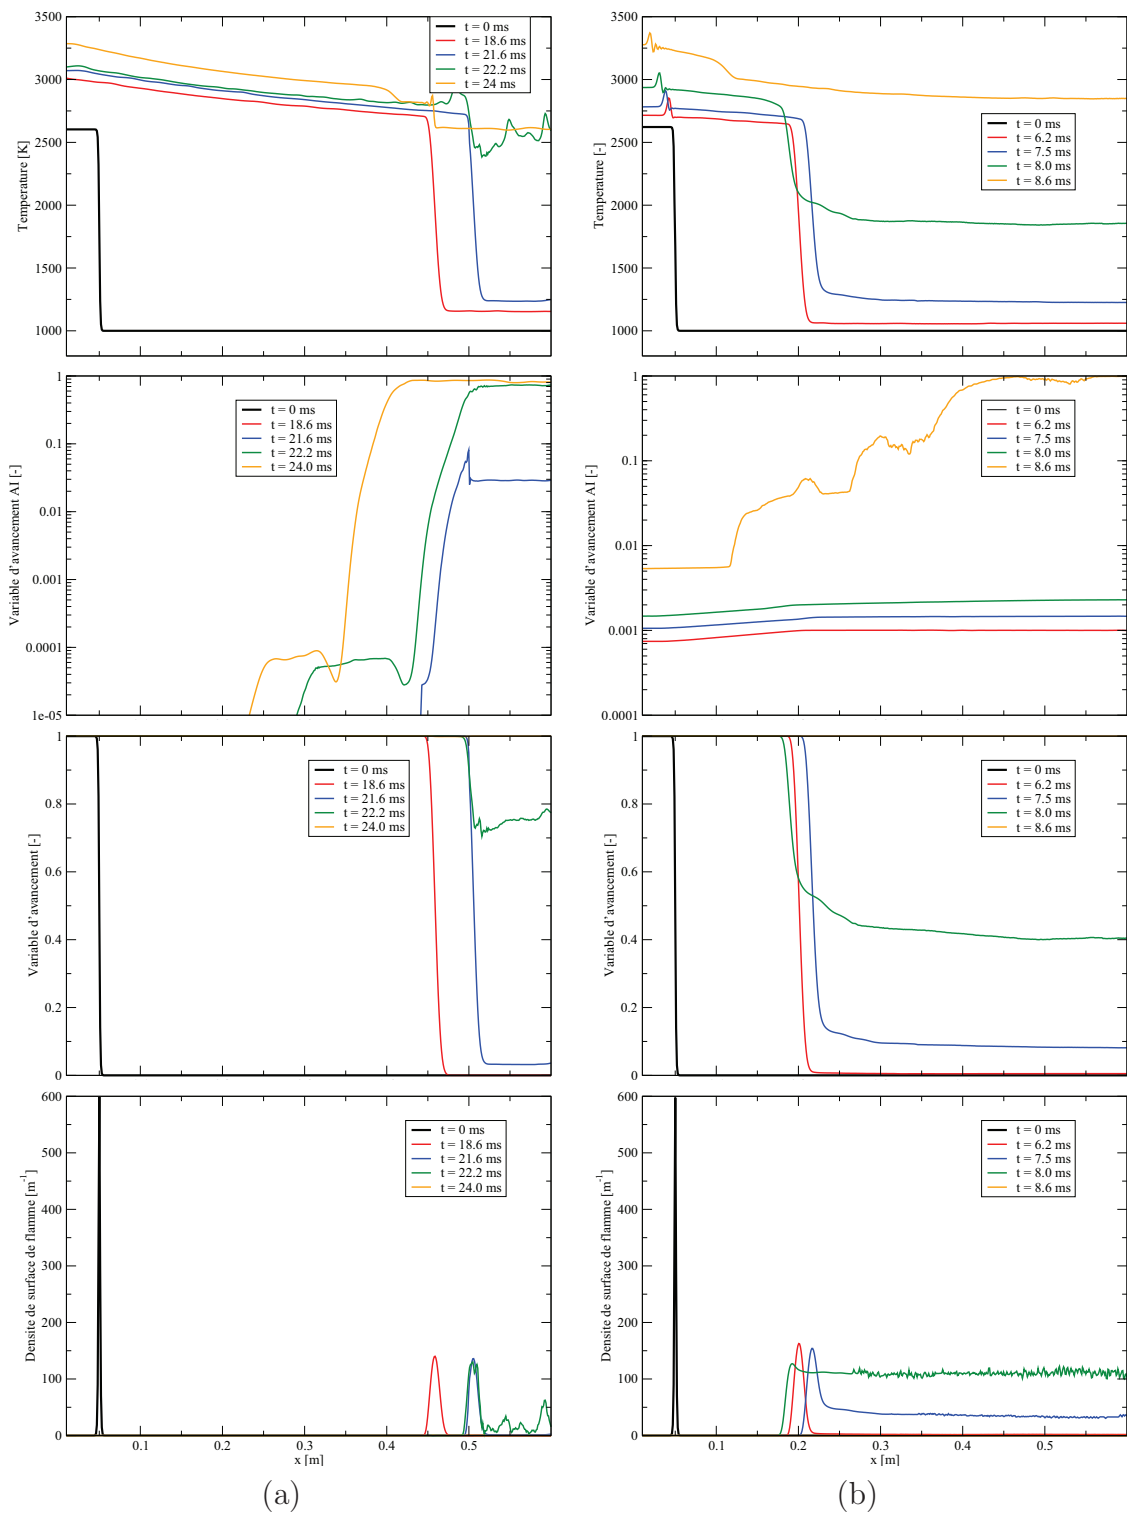 3500
3000
2500
2000
1500
1000
Temperature [K]
t = 0 ms
t = 18.6 ms
t = 21.6 ms
t = 22.2 ms
t = 24 ms
3500
3000
2500
2000
1500
1000
Temperature [-]
t = 0 ms
t = 6.2 ms
t = 7.5 ms
t = 8.0 ms
t = 8.6 ms
1
0.1
0.01
0.001
0.0001
1e-05
Variable d'avancement AI [-]
t = 0 ms
t = 18.6 ms
t = 21.6 ms
t = 22.2 ms
t = 24.0 ms
1
0.1
0.01
0.001
0.0001
Variable d'avancement AI [-]
t = 0 ms
t = 6.2 ms
t = 7.5 ms
t = 8.0 ms
t = 8.6 ms
1
0.8
0.6
0.4
0.2
0
Variable d'avancement [-]
t = 0 ms
t = 18.6 ms
t = 21.6 ms
t = 22.2 ms
t = 24.0 ms
1
0.8
0.6
0.4
0.2
0
Variable d'avancement [-]
t = 0 ms
t = 6.2 ms
t = 7.5 ms
t = 8.0 ms
t = 8.6 ms
600
500
400
300
200
100
0
Densite de surface de flamme [m⁻¹]
t = 0 ms
t = 18.6 ms
t = 21.6 ms
t = 22.2 ms
t = 24.0 ms
0.1 0.2 0.3 0.4 0.5
x [m]
600
500
400
300
200
100
0
Densite de surface de flamme [m⁻¹]
t = 0 ms
t = 6.2 ms
t = 7.5 ms
t = 8.0 ms
t = 8.6 ms
0.1 0.2 0.3 0.4 0.5
x [m]
(a) (b)